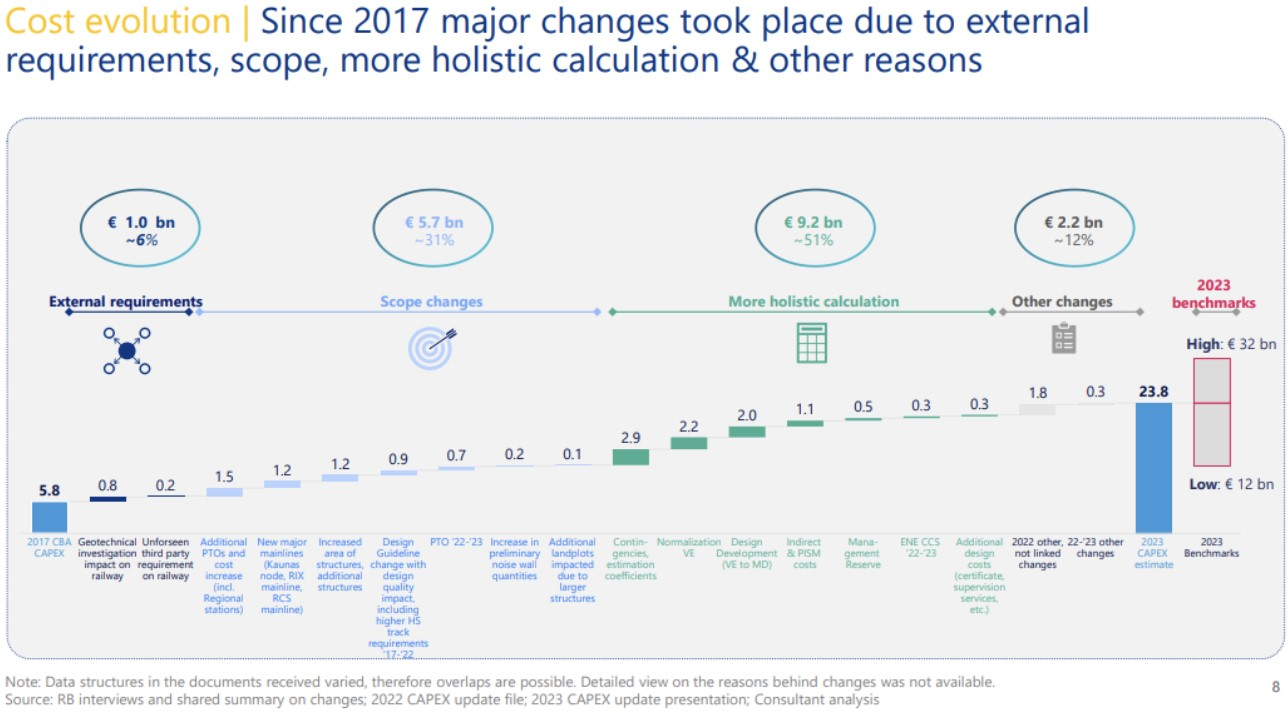 Cost evolution | Since 2017 major changes took place due to external
requirements, scope, more holistic calculation & other reasons
€ 1.0 bn
~6%
€ 5.7 bn
~31%
€ 9.2 bn
~51%
€ 2.2 bn
~12%
External requirements
Scope changes
More holistic calculation
Other changes
2023
benchmarks
High: € 32 bn
Low: € 12 bn
5.8
0.8
0.2
1.5
1.2
1.2
0.9
0.7
0.2
0.1
2.9
2.2
2.0
1.1
0.5
0.3
0.3
1.8
0.3
23.8
2017 CBA
CAPEX
Geotechnical
investigation
impact on
railway
Unforseen
third party
requirement
on railway
Additional
PTOs and
cost
increase
(incl.
Regional
stations)
New major
mainlines
(Kaunas
node, RIX
mainline,
RCS
mainline)
Increased
area of
structures,
additional
structures
Design
Guideline
change with
design
quality
impact,
including
higher HS
track
requirements
'17-'22
PTO '22-'23
Increase in
preliminary
noise wall
quantities
Additional
landplots
impacted
due to
larger
structures
Contin-
gencies,
estimation
coefficients
Normalization
VE
Design
Development
(VE to MD)
Indirect
& PISM
costs
Mana-
gement
Reserve
ENE CCS
'22-'23
Additional
design
costs
(certificate,
supervision
services,
etc.)
2022 other,
not linked
changes
22-'23 other
changes
2023
CAPEX
estimate
2023
Benchmarks
Note: Data structures in the documents received varied, therefore overlaps are possible. Detailed view on the reasons behind changes was not available.
Source: RB interviews and shared summary on changes; 2022 CAPEX update file; 2023 CAPEX update presentation; Consultant analysis
8